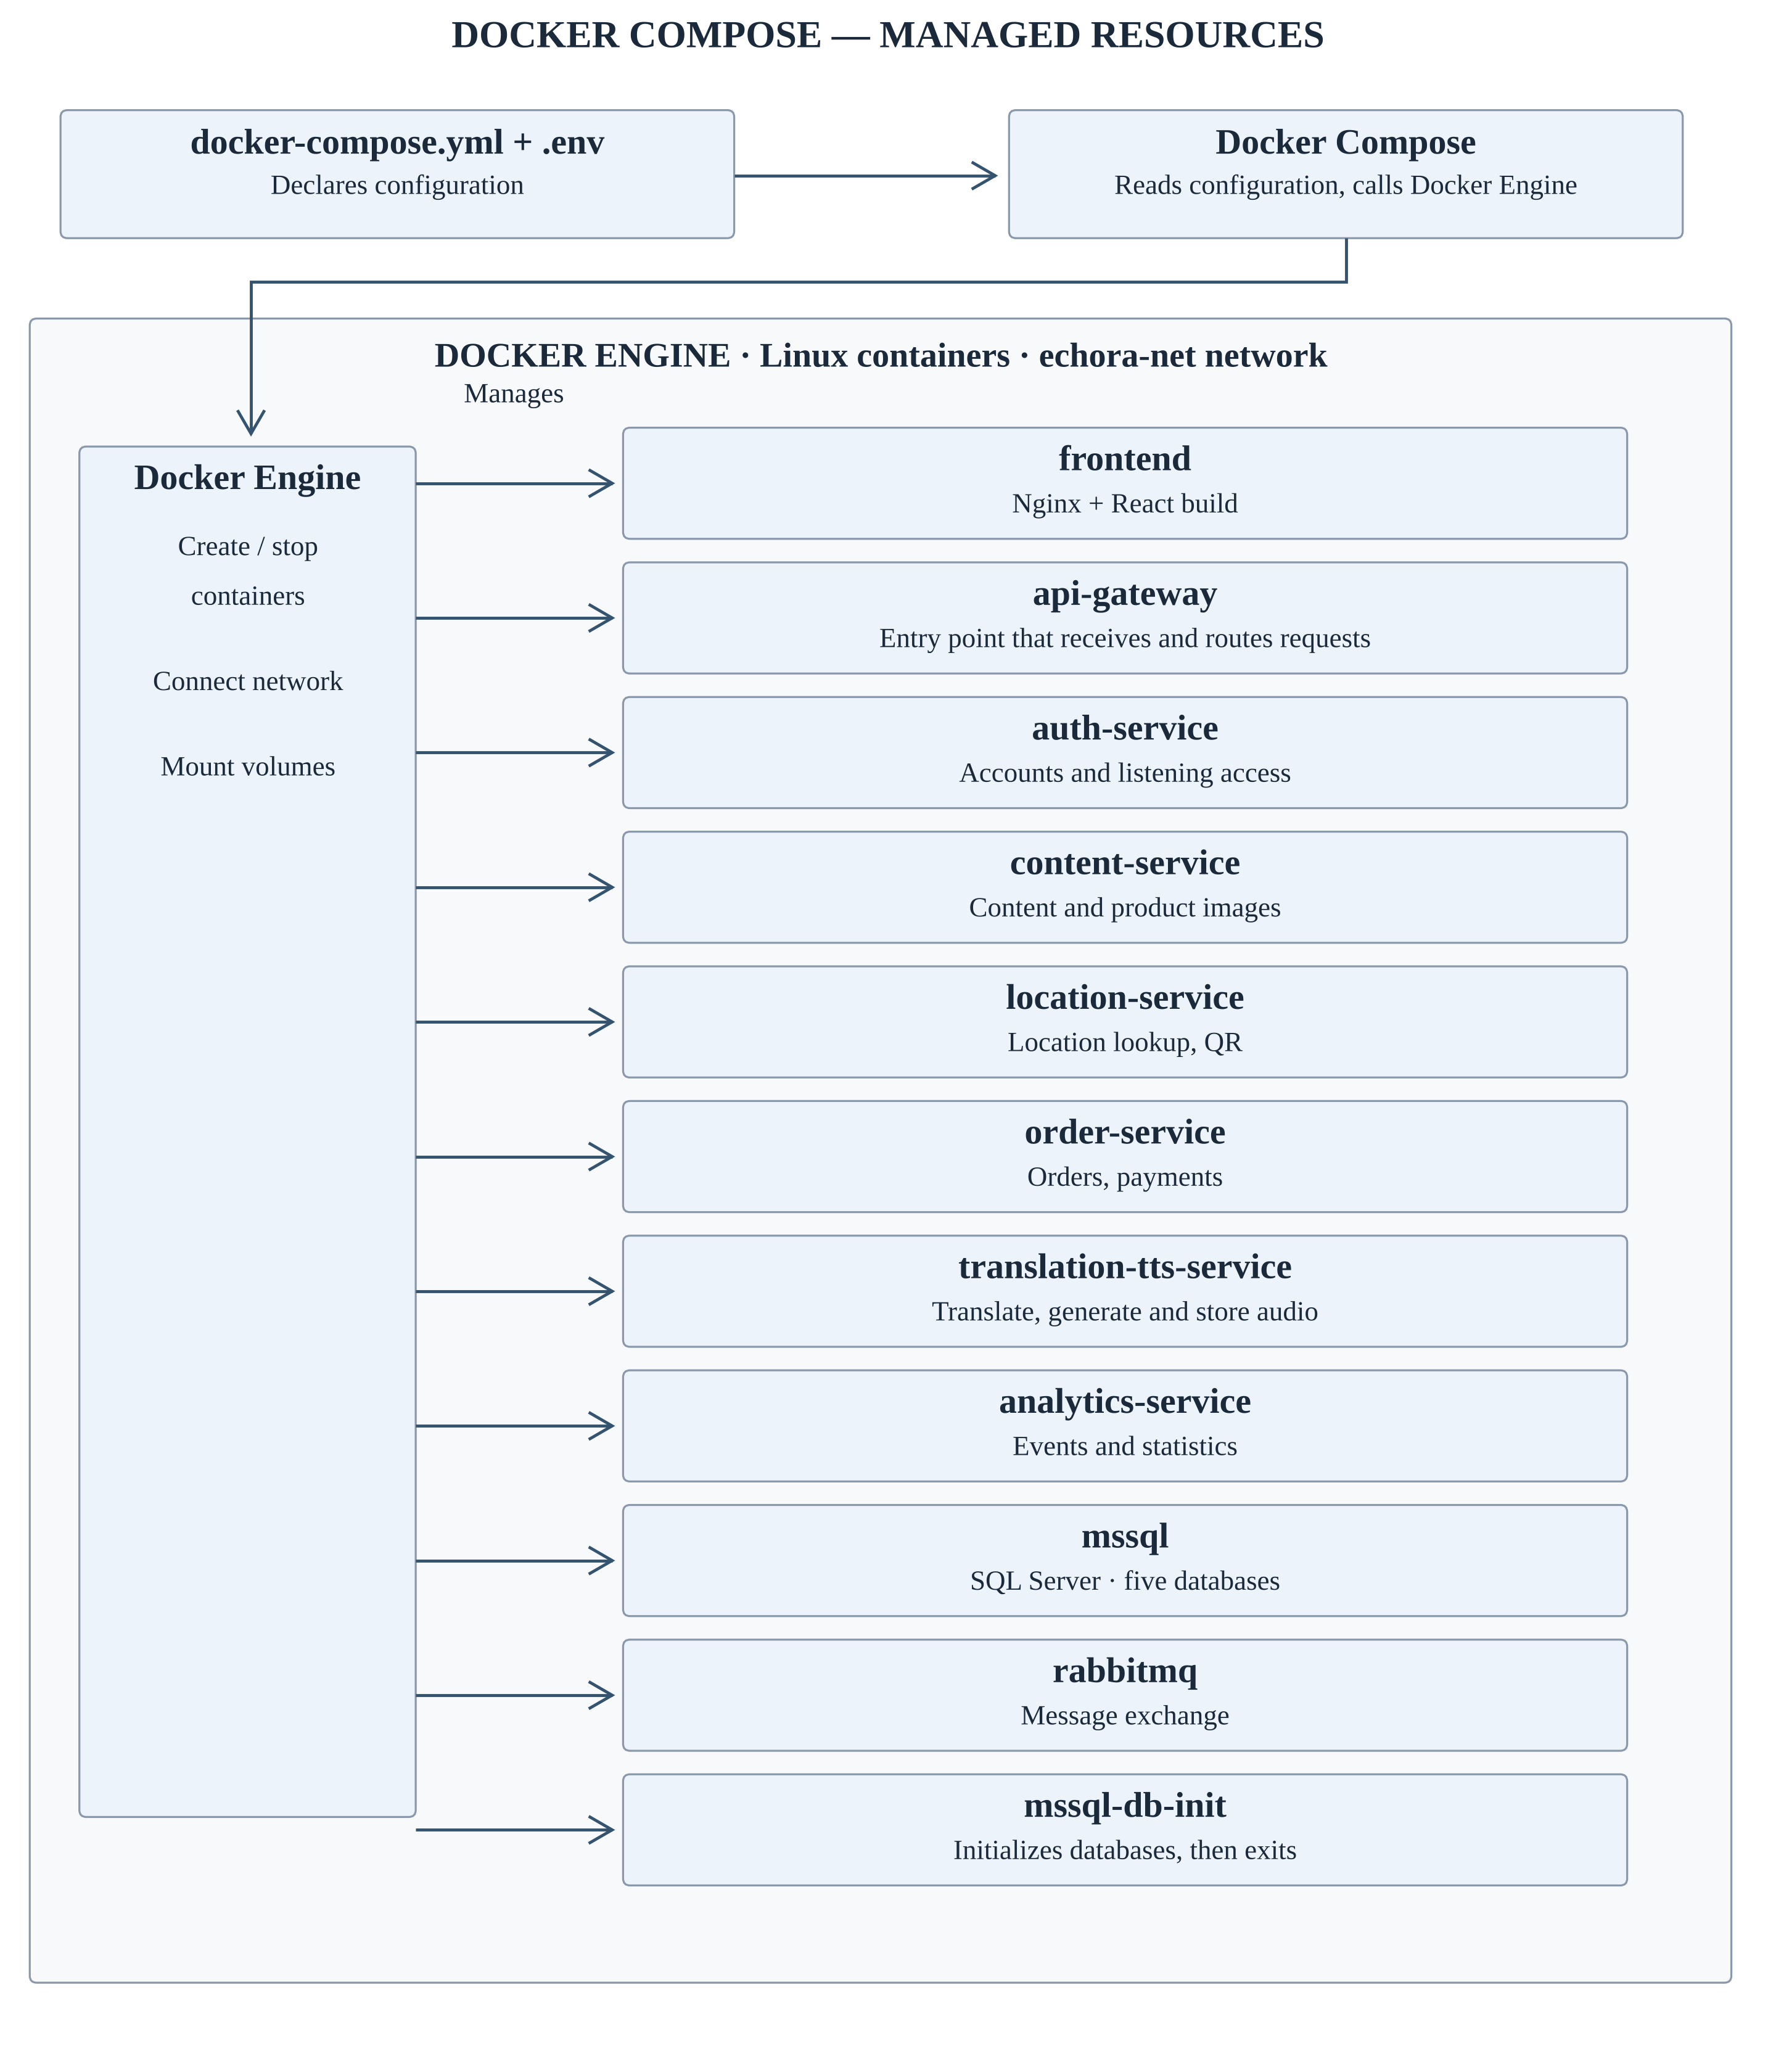 DOCKER COMPOSE — MANAGED RESOURCES
docker-compose.yml + .env
Declares configuration
Docker Compose
Reads configuration, calls Docker Engine
DOCKER ENGINE · Linux containers · echora-net network
Manages
Docker Engine
Create / stop
containers
Connect network
Mount volumes
frontend
Nginx + React build
api-gateway
Entry point that receives and routes requests
auth-service
Accounts and listening access
content-service
Content and product images
location-service
Location lookup, QR
order-service
Orders, payments
translation-tts-service
Translate, generate and store audio
analytics-service
Events and statistics
mssql
SQL Server · five databases
rabbitmq
Message exchange
mssql-db-init
Initializes databases, then exits